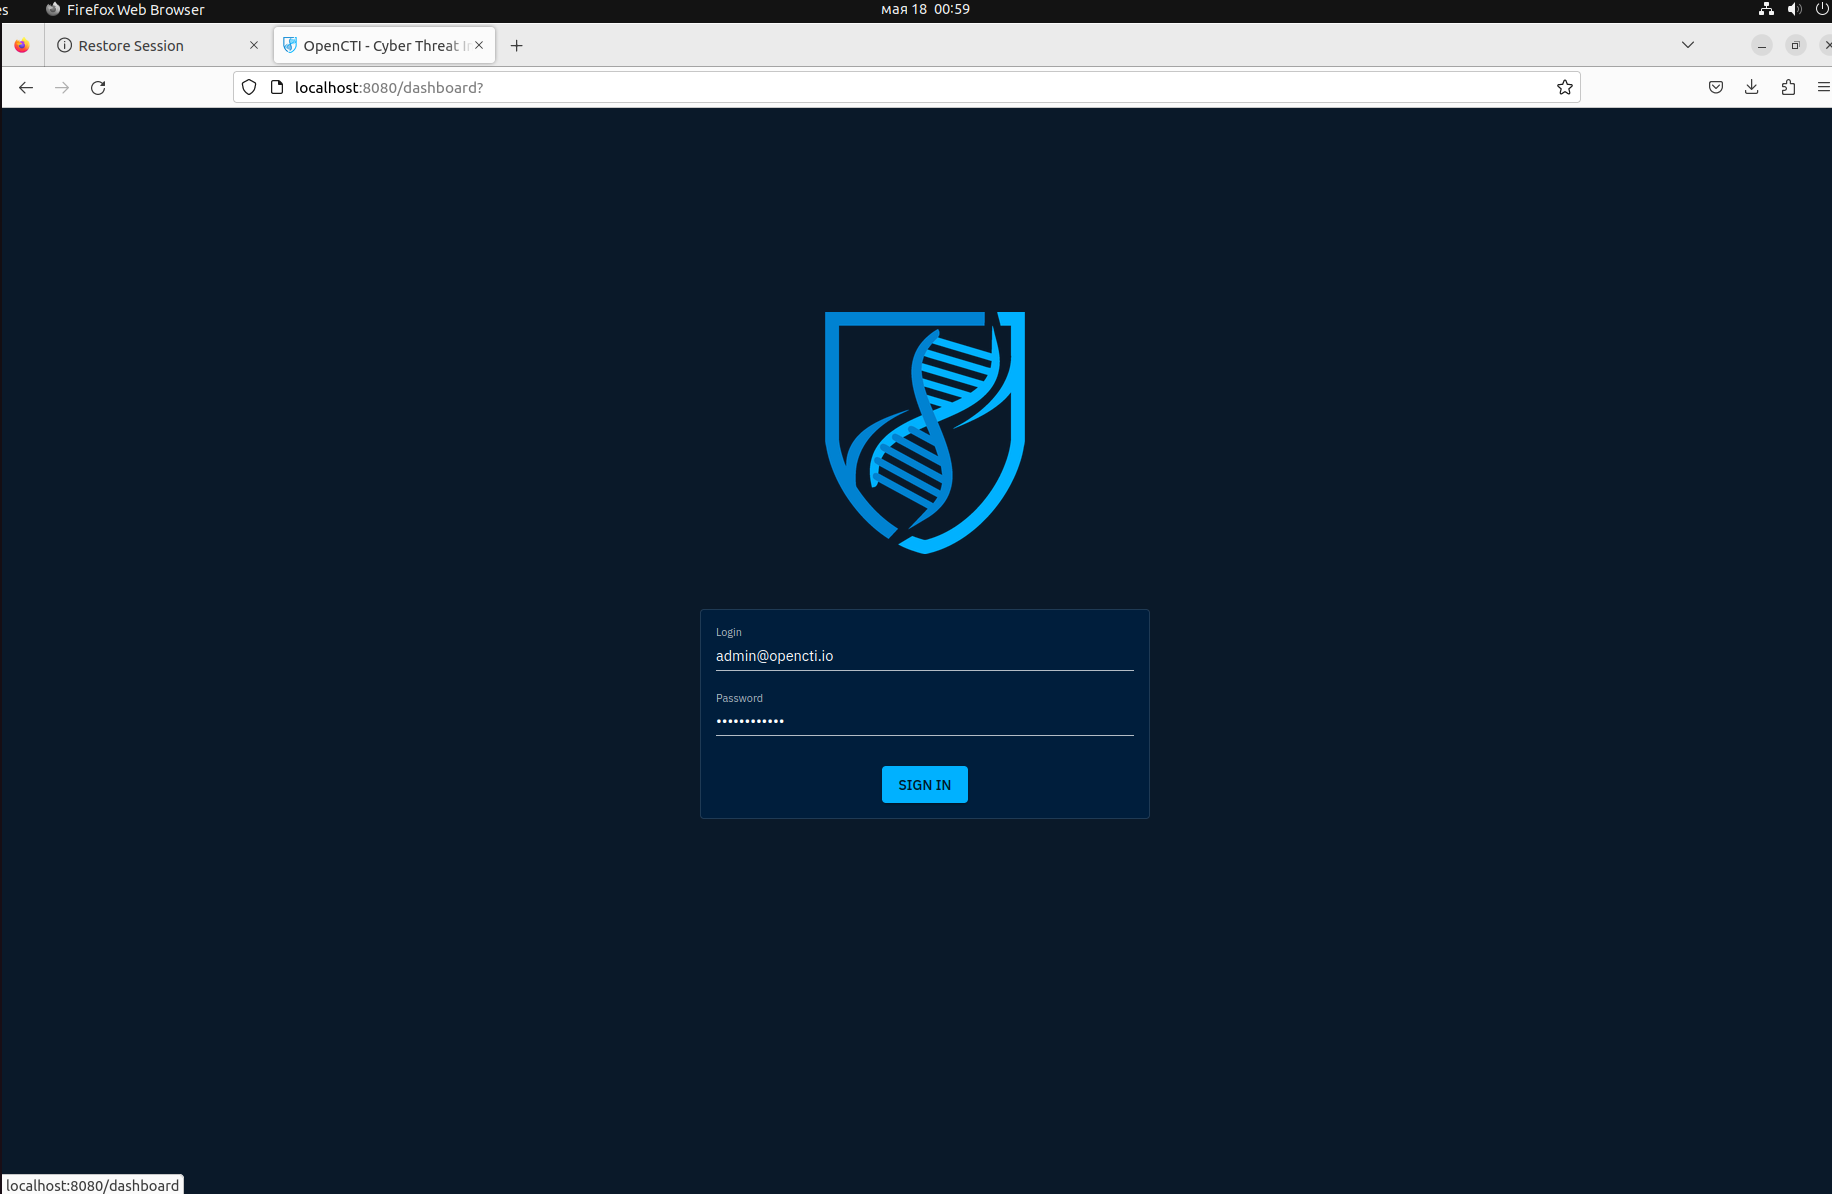 es Firefox Web Browser мая 18 00:59
Restore Session OpenCTI - Cyber Threat In
localhost:8080/dashboard?
Login
admin@opencti.io
Password
••••••••••••
SIGN IN
localhost:8080/dashboard